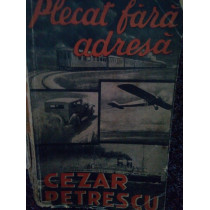 Plecat fără
adresă
CEZAR
PETRESCU